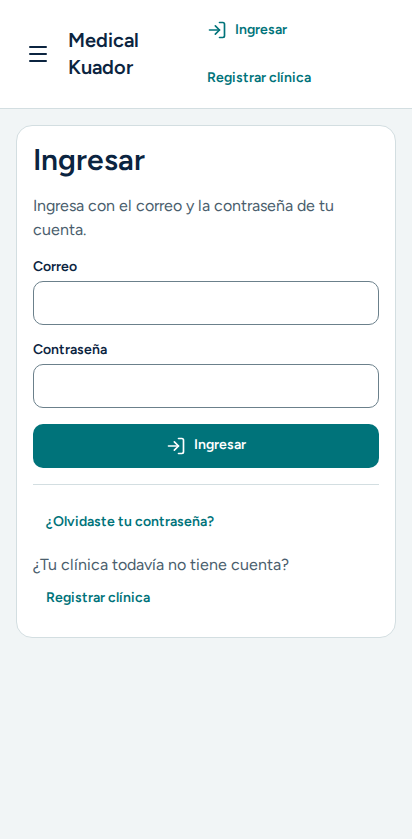 Medical
Kuador
Ingresar
Registrar clínica
Ingresar
Ingresa con el correo y la contraseña de tu
cuenta.
Correo
Contraseña
Ingresar
¿Olvidaste tu contraseña?
¿Tu clínica todavía no tiene cuenta?
Registrar clínica